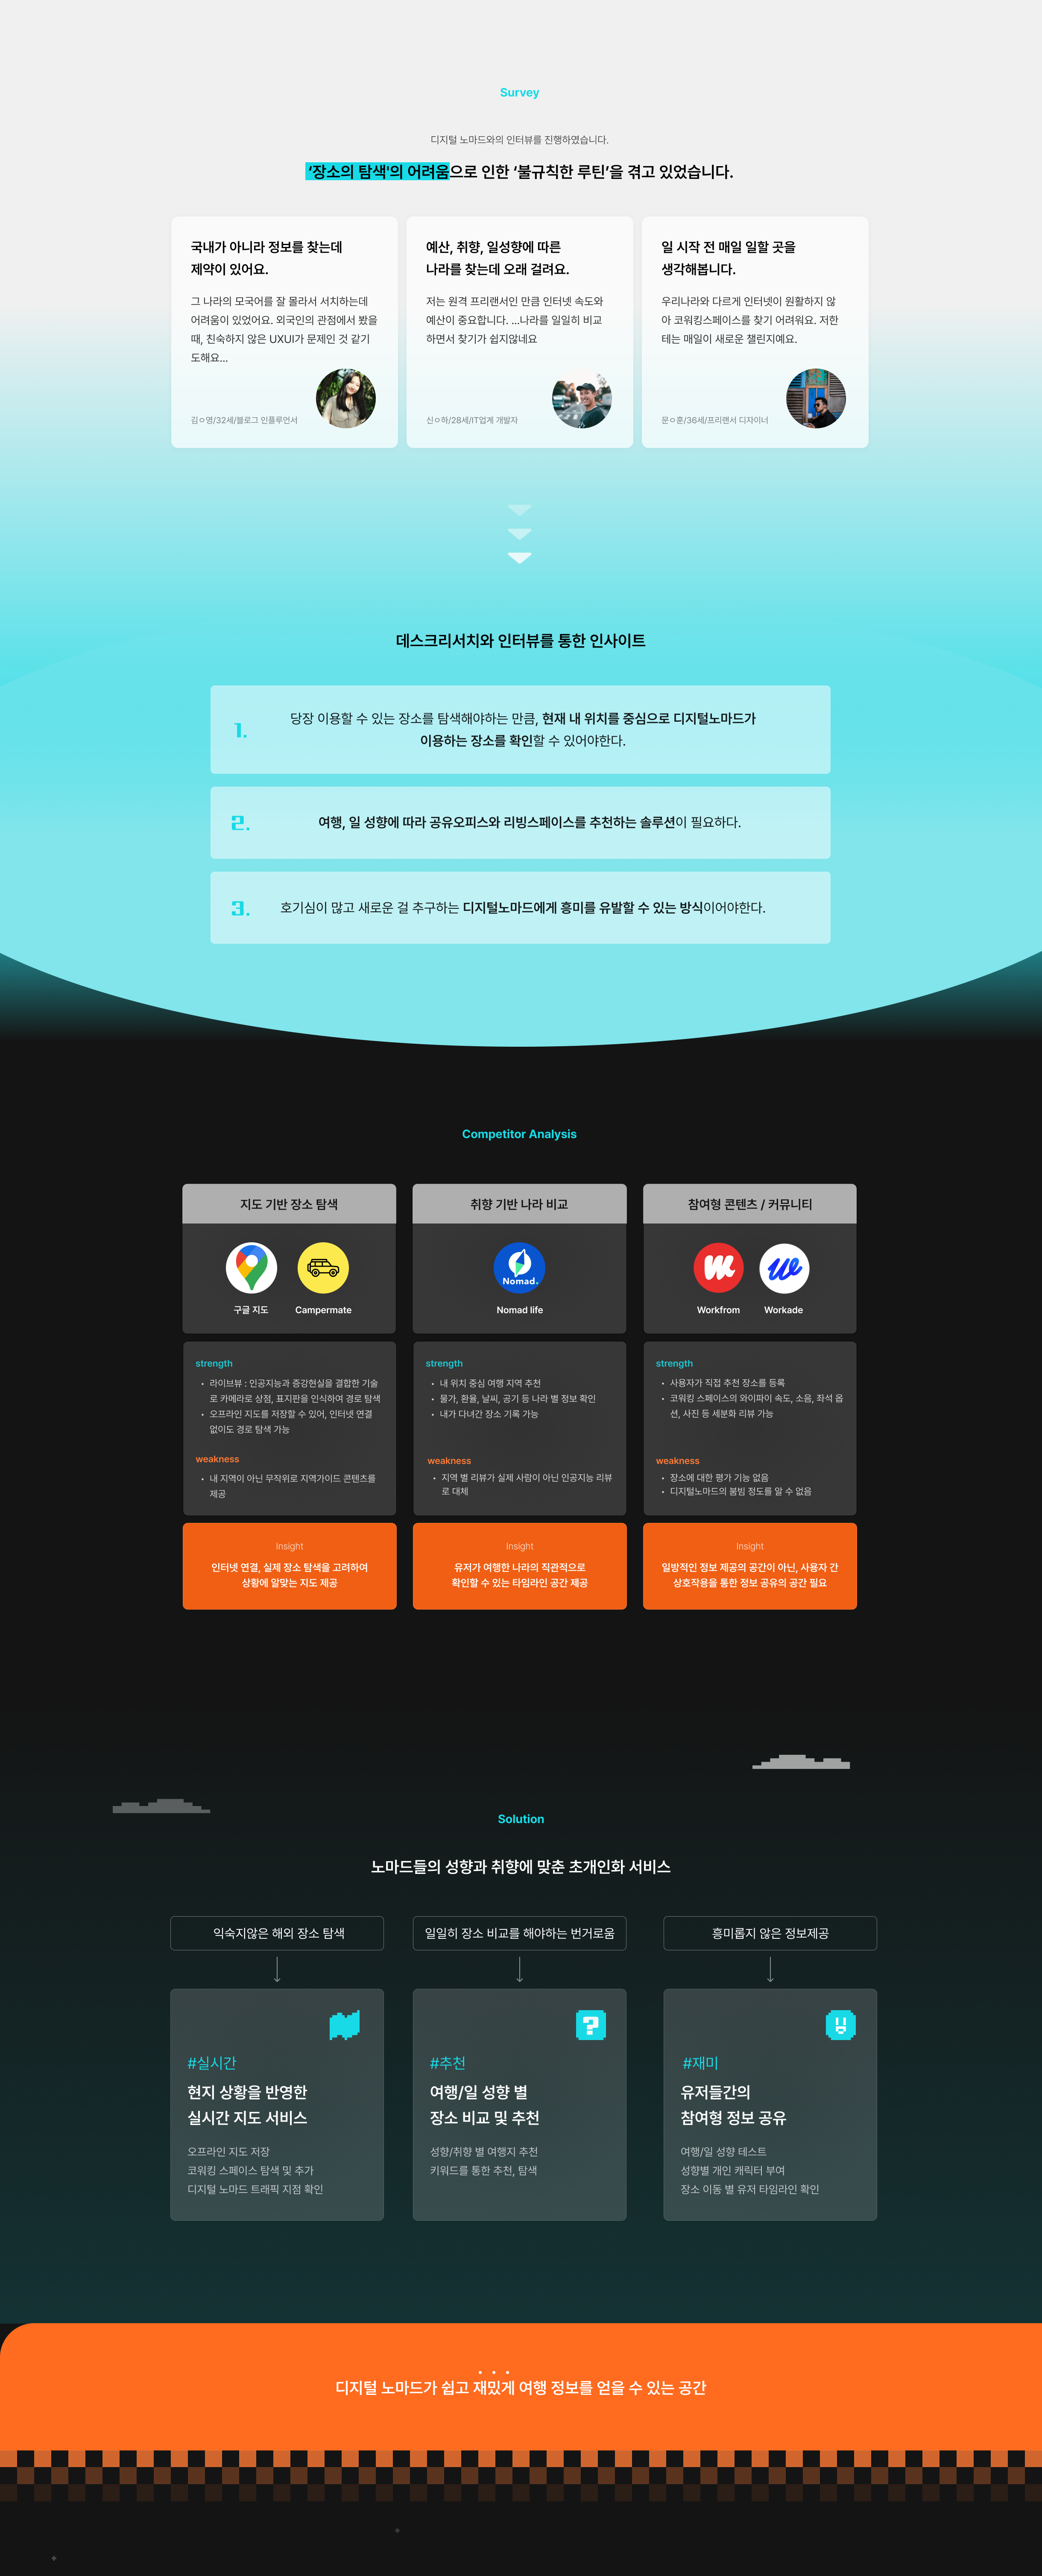 Survey
디지털 노마드와의 인터뷰를 진행하였습니다.
‘장소의 탐색'의 어려움으로 인한 ‘불규칙한 루틴’을 겪고 있었습니다.
국내가 아니라 정보를 찾는데
제약이 있어요.
그 나라의 모국어를 잘 몰라서 서치하는데
어려움이 있었어요. 외국인의 관점에서 봤을
때, 친숙하지 않은 UXUI가 문제인 것 같기
도해요...
김ㅇ영/32세/블로그 인플루언서
예산, 취향, 일성향에 따른
나라를 찾는데 오래 걸려요.
저는 원격 프리랜서인 만큼 인터넷 속도와
예산이 중요합니다. ...나라를 일일히 비교
하면서 찾기가 쉽지않네요
신ㅇ하/28세/IT업계 개발자
일 시작 전 매일 일할 곳을
생각해봅니다.
우리나라와 다르게 인터넷이 원활하지 않
아 코워킹스페이스를 찾기 어려워요. 저한
테는 매일이 새로운 챌린지예요.
문ㅇ훈/36세/프리랜서 디자이너
데스크리서치와 인터뷰를 통한 인사이트
1.
당장 이용할 수 있는 장소를 탐색해야하는 만큼, 현재 내 위치를 중심으로 디지털노마드가
이용하는 장소를 확인할 수 있어야한다.
2.
여행, 일 성향에 따라 공유오피스와 리빙스페이스를 추천하는 솔루션이 필요하다.
3.
호기심이 많고 새로운 걸 추구하는 디지털노마드에게 흥미를 유발할 수 있는 방식이어야한다.
Competitor Analysis
지도 기반 장소 탐색
구글 지도
Campermate
strength
• 라이브뷰 : 인공지능과 증강현실을 결합한 기술
로 카메라로 상점, 표지판을 인식하여 경로 탐색
• 오프라인 지도를 저장할 수 있어, 인터넷 연결
없이도 경로 탐색 가능
weakness
• 내 지역이 아닌 무작위로 지역가이드 콘텐츠를
제공
Insight
인터넷 연결, 실제 장소 탐색을 고려하여
상황에 알맞는 지도 제공
취향 기반 나라 비교
Nomad.
Nomad life
strength
• 내 위치 중심 여행 지역 추천
• 물가, 환율, 날씨, 공기 등 나라 별 정보 확인
• 내가 다녀간 장소 기록 가능
weakness
• 지역 별 리뷰가 실제 사람이 아닌 인공지능 리뷰
로 대체
Insight
유저가 여행한 나라의 직관적으로
확인할 수 있는 타임라인 공간 제공
참여형 콘텐츠 / 커뮤니티
Workfrom
Workade
strength
• 사용자가 직접 추천 장소를 등록
• 코워킹 스페이스의 와이파이 속도, 소음, 좌석 옵
션, 사진 등 세분화 리뷰 가능
weakness
• 장소에 대한 평가 기능 없음
• 디지털노마드의 붐빔 정도를 알 수 없음
Insight
일방적인 정보 제공의 공간이 아닌, 사용자 간
상호작용을 통한 정보 공유의 공간 필요
Solution
노마드들의 성향과 취향에 맞춘 초개인화 서비스
익숙지않은 해외 장소 탐색
#실시간
현지 상황을 반영한
실시간 지도 서비스
오프라인 지도 저장
코워킹 스페이스 탐색 및 추가
디지털 노마드 트래픽 지점 확인
일일히 장소 비교를 해야하는 번거로움
?
#추천
여행/일 성향 별
장소 비교 및 추천
성향/취향 별 여행지 추천
키워드를 통한 추천, 탐색
흥미롭지 않은 정보제공
#재미
유저들간의
참여형 정보 공유
여행/일 성향 테스트
성향별 개인 캐릭터 부여
장소 이동 별 유저 타임라인 확인
디지털 노마드가 쉽고 재밌게 여행 정보를 얻을 수 있는 공간